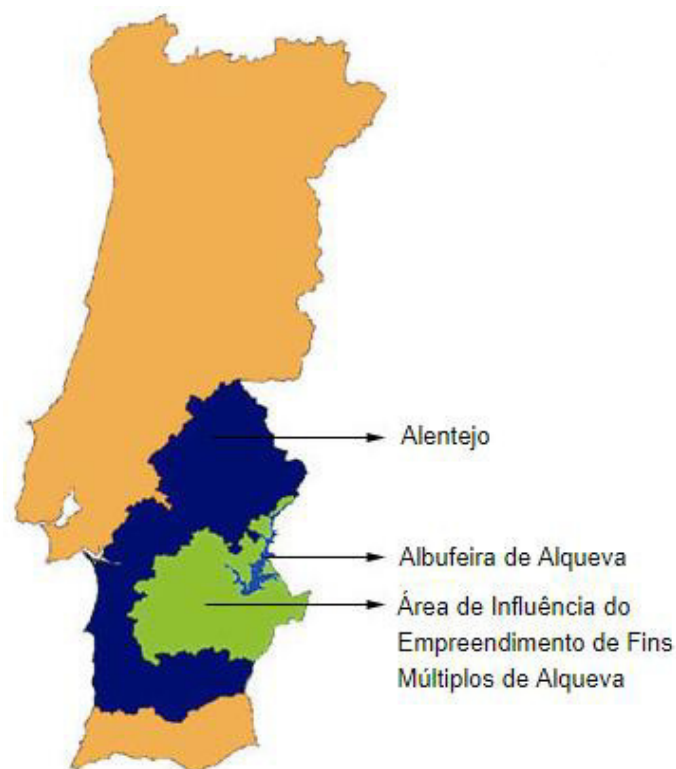 Alentejo
Albufeira de Alqueva
Área de Influência do
Empreendimento de Fins
Múltiplos de Alqueva